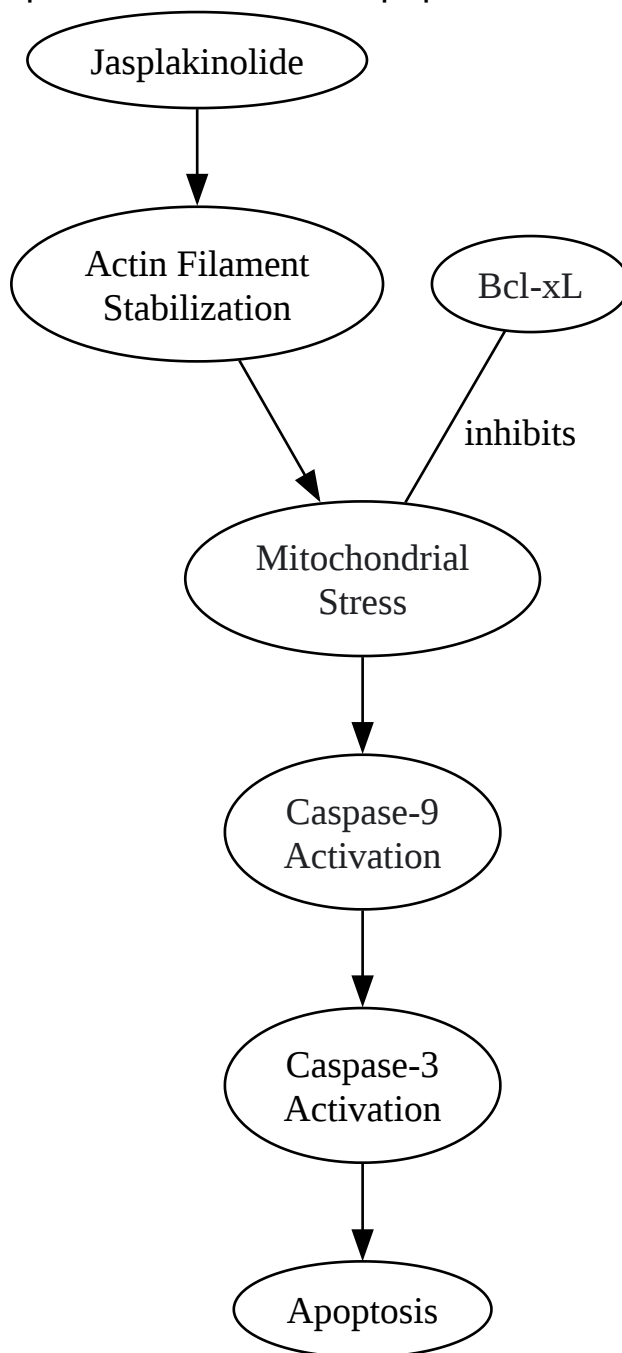 Jasplakinolide
Actin Filament
Stabilization
Bcl-xL
inhibits
Mitochondrial
Stress
Caspase-9
Activation
Caspase-3
Activation
Apoptosis